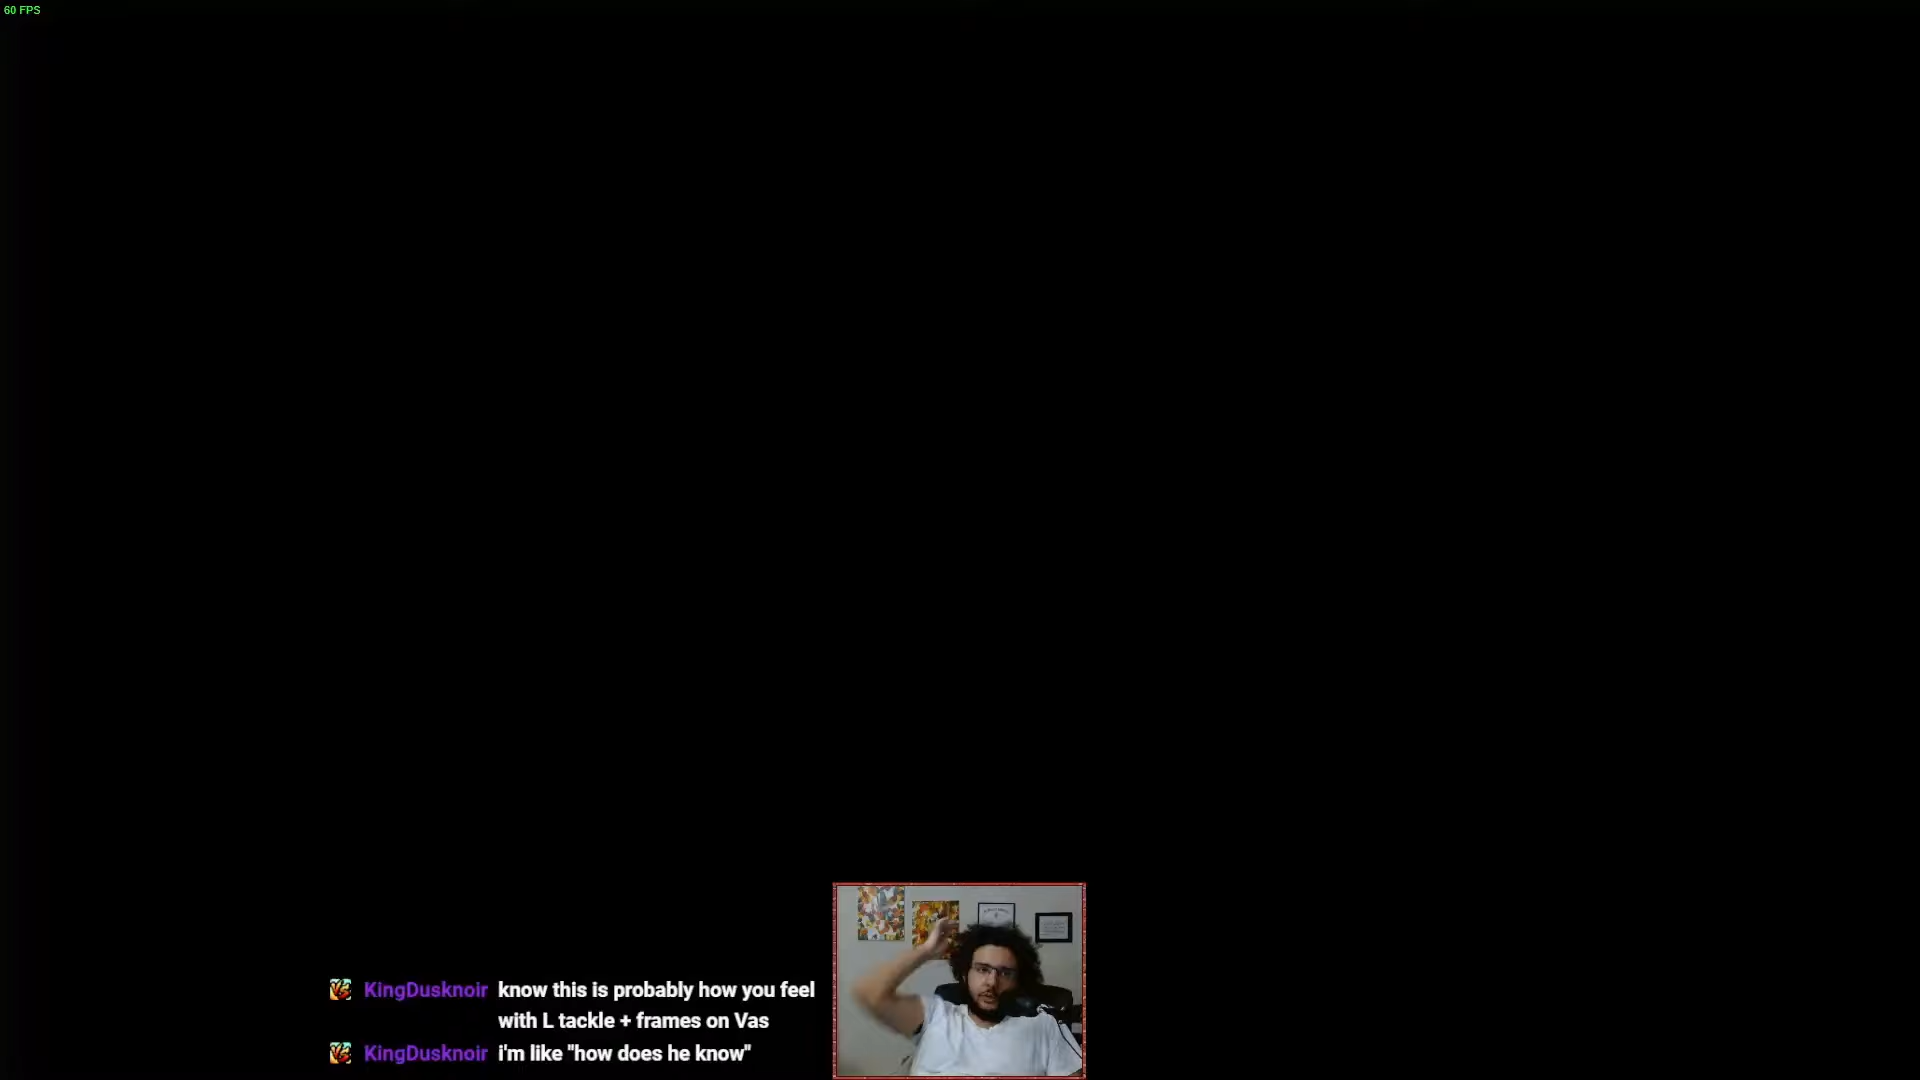 60 FPS
KingDusknoir know this is probably how you feel
with L tackle + frames on Vas
KingDusknoir i'm like "how does he know"